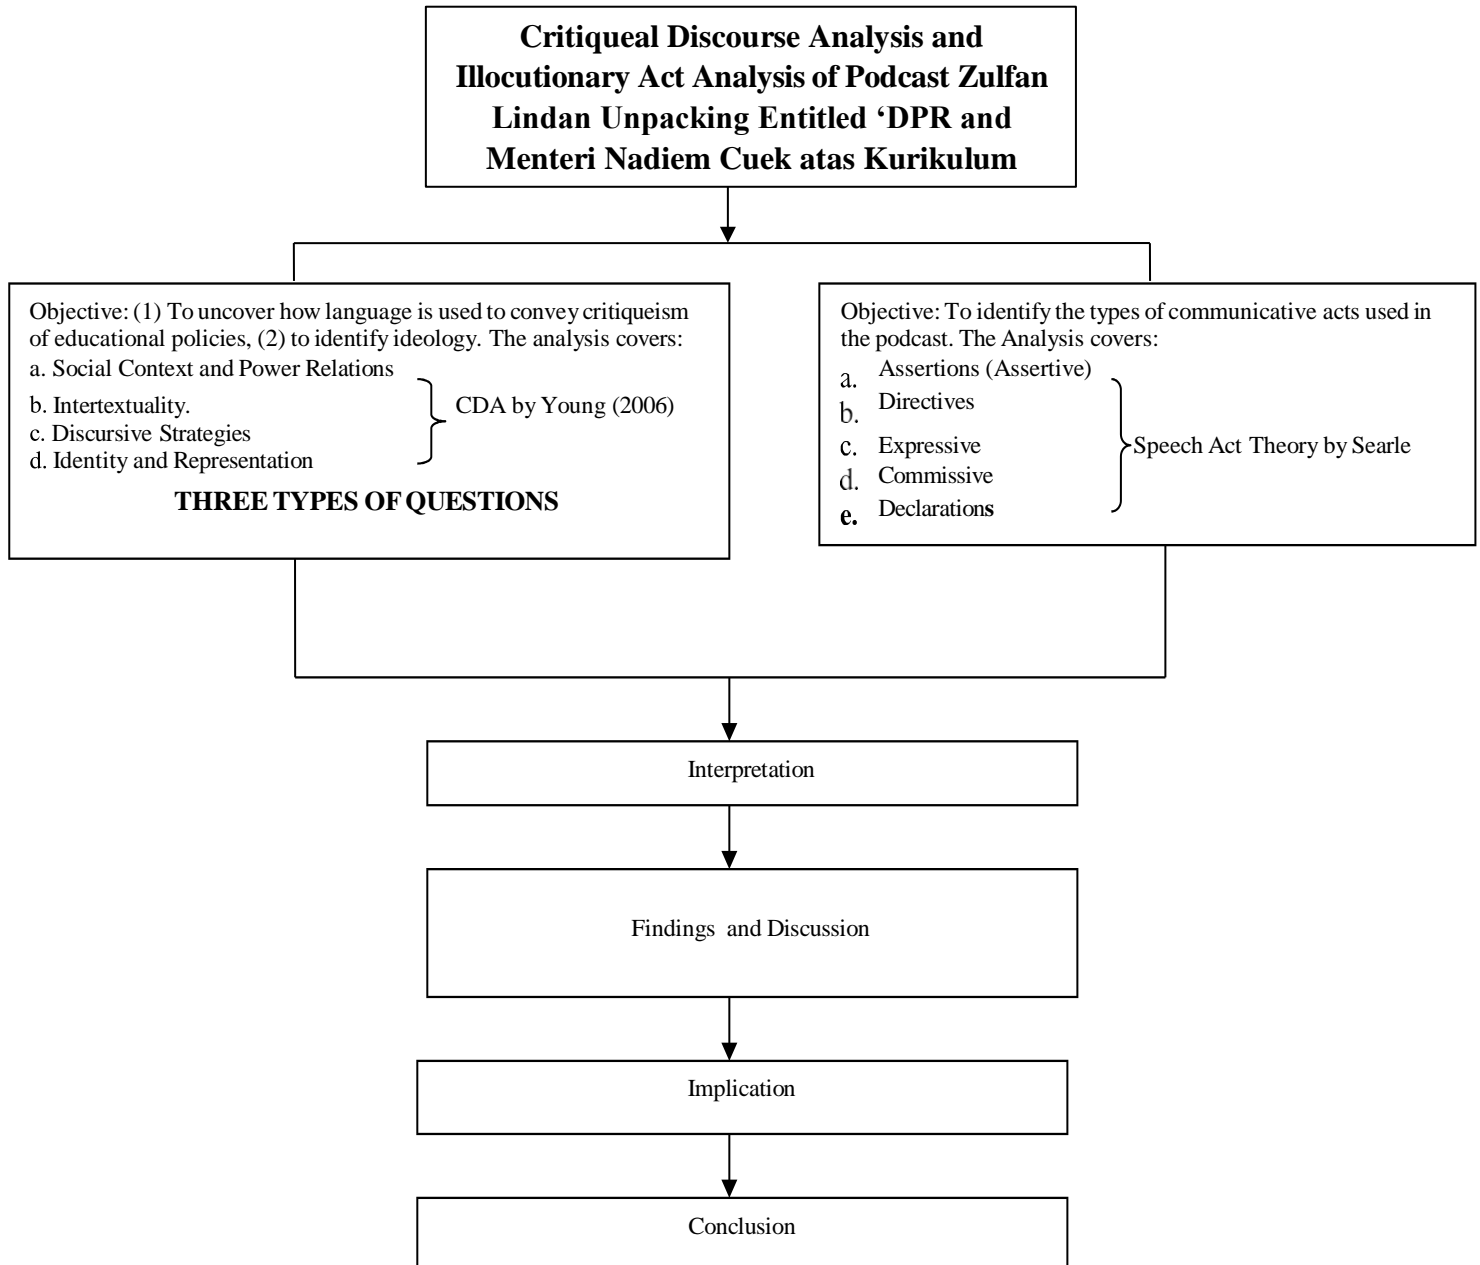 Critiqueal Discourse Analysis and
Illocutionary Act Analysis of Podcast Zulfan
Lindan Unpacking Entitled ‘DPR and
Menteri Nadiem Cuek atas Kurikulum
Objective: (1) To uncover how language is used to convey critiqueism
of educational policies, (2) to identify ideology. The analysis covers:
a. Social Context and Power Relations
b. Intertextuality.
c. Discursive Strategies
d. Identity and Representation
CDA by Young (2006)
THREE TYPES OF QUESTIONS
Objective: To identify the types of communicative acts used in
the podcast. The Analysis covers:
a. Assertions (Assertive)
b. Directives
c. Expressive
d. Commissive
e. Declarations
Speech Act Theory by Searle
Interpretation
Findings and Discussion
Implication
Conclusion